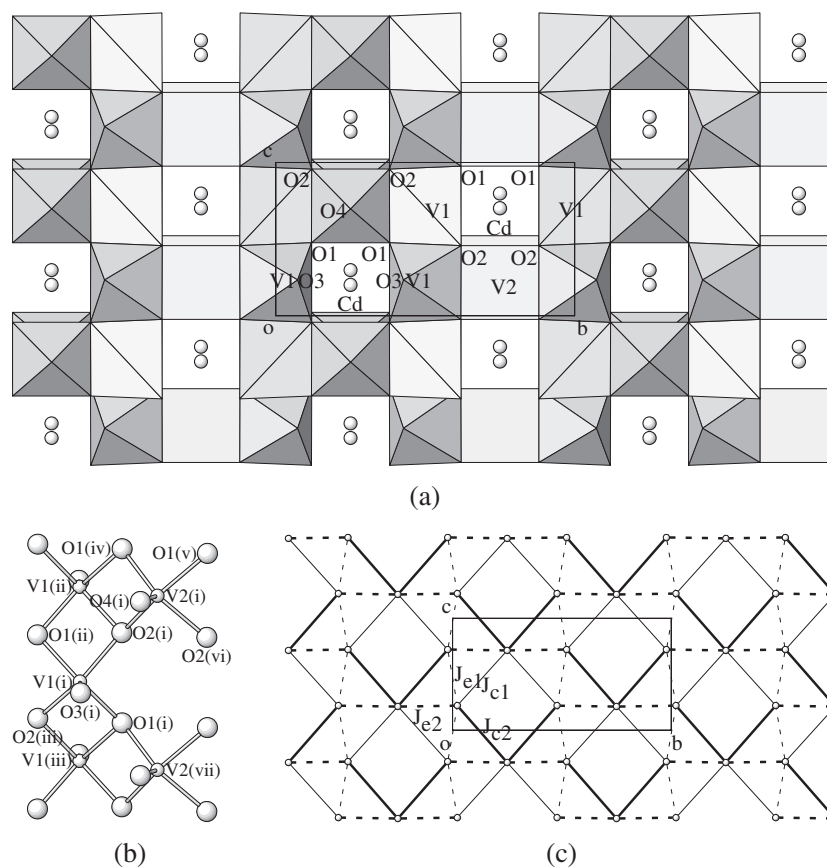 c
O2 O2 O1 O1
O4 V1 Cd V1
O1 O1 O2 O2
V1 O3 O3 V1 V2
Cd
o b
(a)
O1(iv) O1(v)
V1(ii) V2(i)
O4(i)
O1(ii) O2(i)
O2(vi)
V1(i)
O3(i) O1(i)
O2(iii)
V1(iii) V2(vii)
(b)
c
Je1 Jc1
Je2 Jc2
o b
(c)